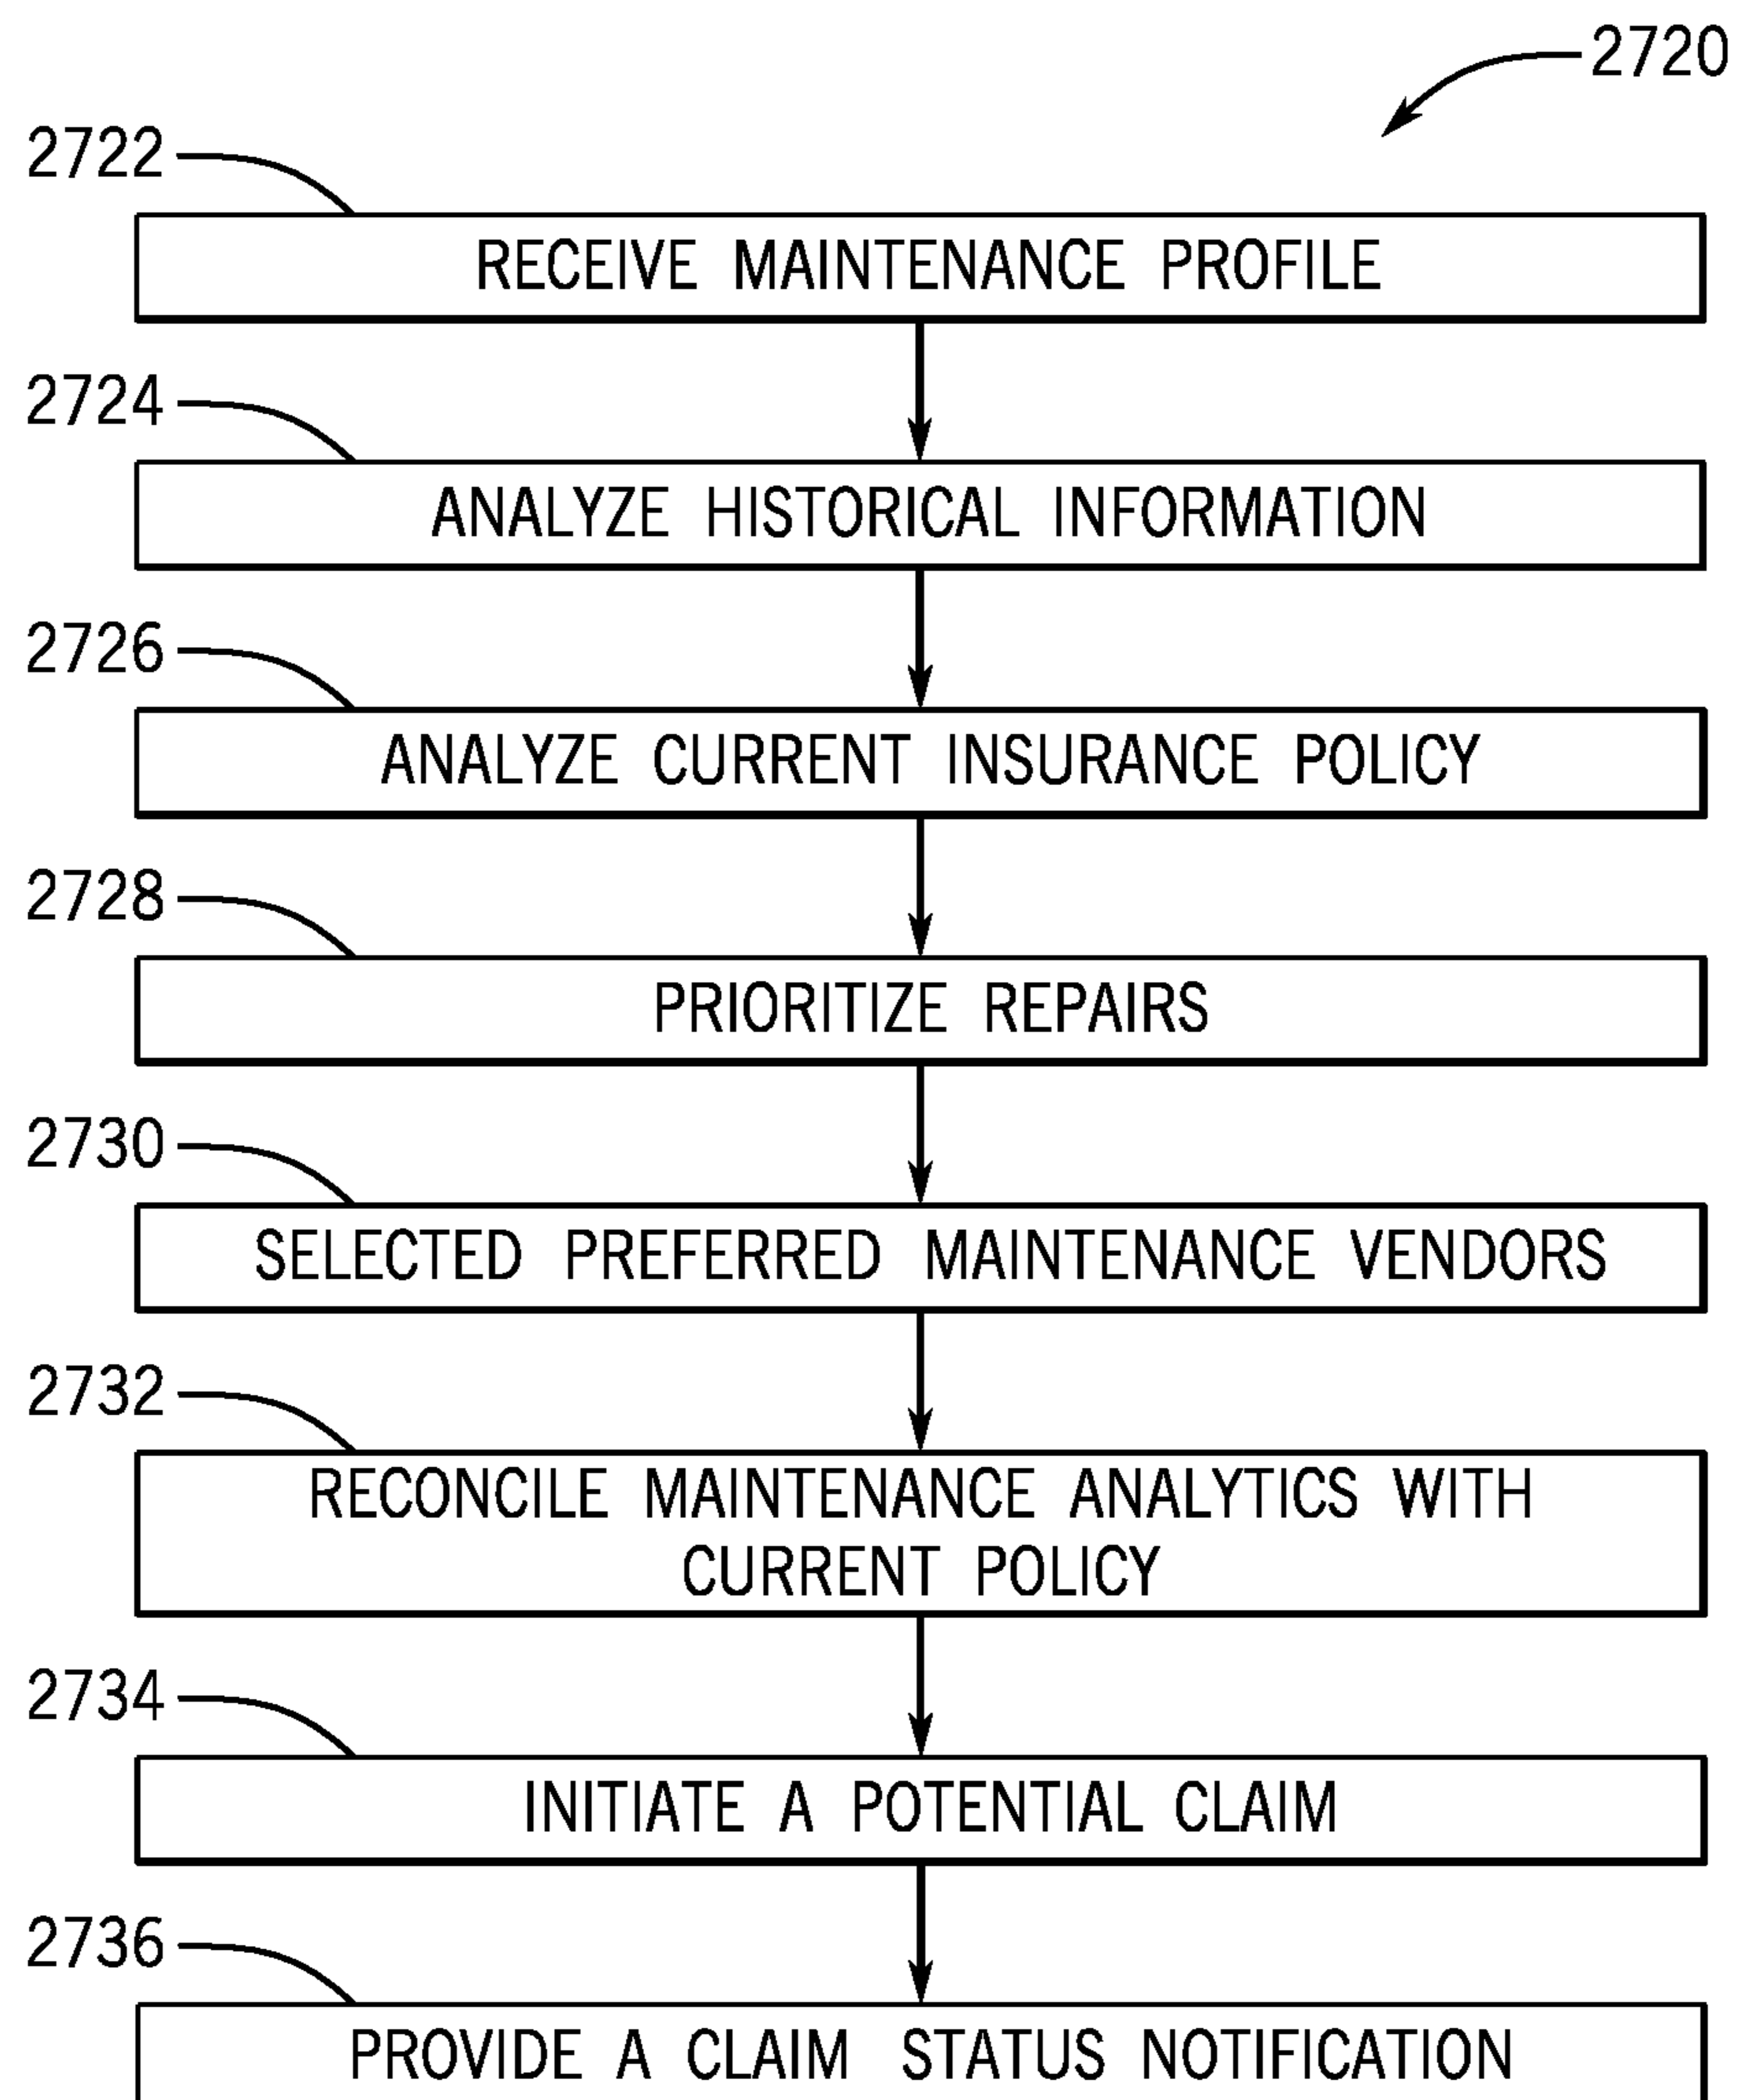 2720
2722
RECEIVE MAINTENANCE PROFILE
2724
ANALYZE HISTORICAL INFORMATION
2726
ANALYZE CURRENT INSURANCE POLICY
2728
PRIORITIZE REPAIRS
2730
SELECTED PREFERRED MAINTENANCE VENDORS
2732
RECONCILE MAINTENANCE ANALYTICS WITH
CURRENT POLICY
2734
INITIATE A POTENTIAL CLAIM
2736
PROVIDE A CLAIM STATUS NOTIFICATION